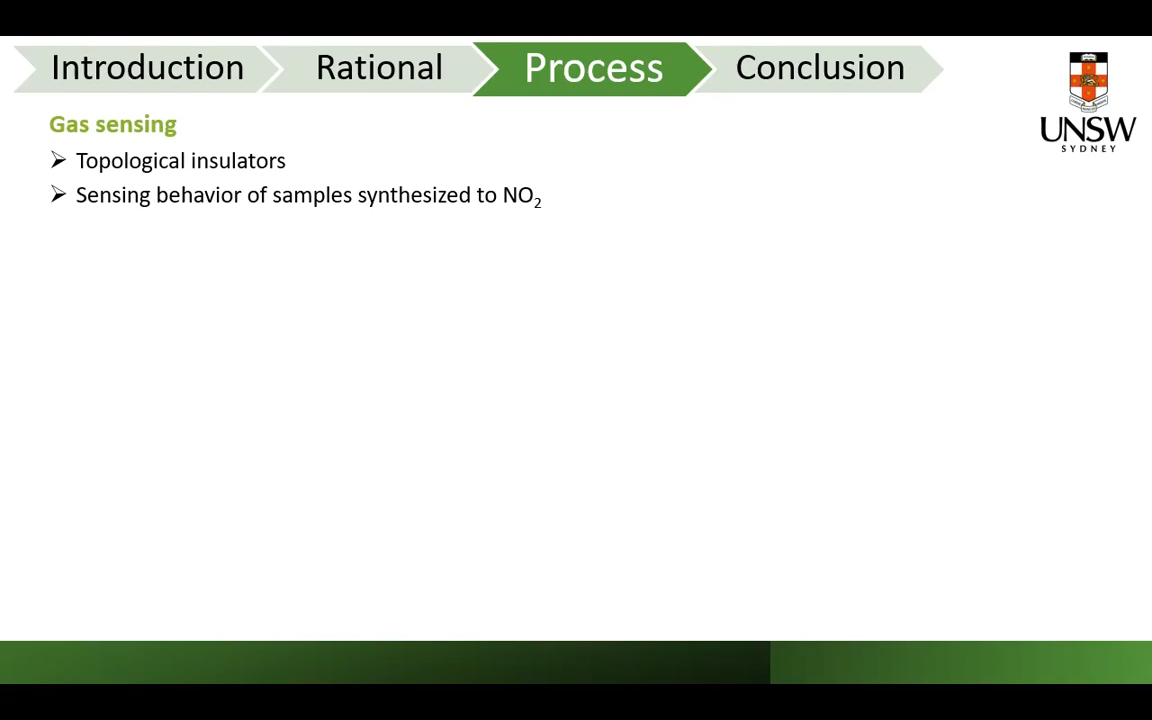 Introduction Rational Process Conclusion
UNSW
SYDNEY
Gas sensing
➢ Topological insulators
➢ Sensing behavior of samples synthesized to NO₂